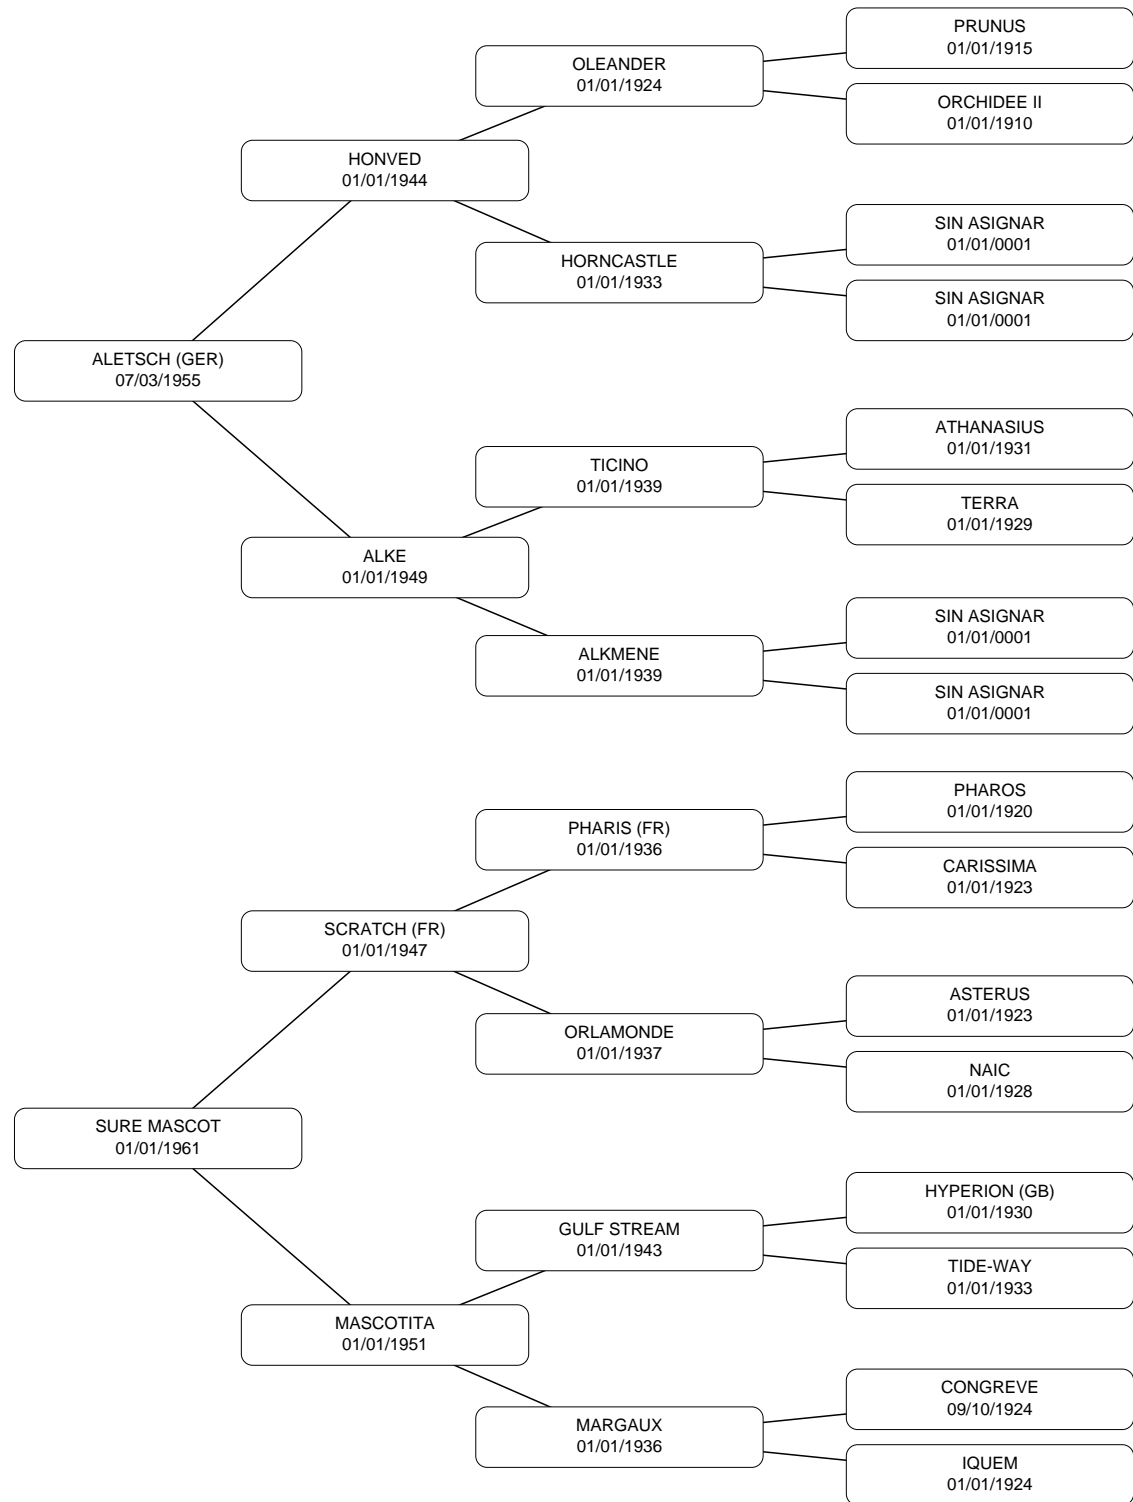 PRUNUS
01/01/1915
OLEANDER
01/01/1924
ORCHIDEE II
01/01/1910
HONVED
01/01/1944
SIN ASIGNAR
01/01/0001
HORNCASTLE
01/01/1933
SIN ASIGNAR
01/01/0001
ALETSCH (GER)
07/03/1955
ATHANASIUS
01/01/1931
TICINO
01/01/1939
TERRA
01/01/1929
ALKE
01/01/1949
SIN ASIGNAR
01/01/0001
ALKMENE
01/01/1939
SIN ASIGNAR
01/01/0001
PHAROS
01/01/1920
PHARIS (FR)
01/01/1936
CARISSIMA
01/01/1923
SCRATCH (FR)
01/01/1947
ASTERUS
01/01/1923
ORLAMONDE
01/01/1937
NAIC
01/01/1928
SURE MASCOT
01/01/1961
HYPERION (GB)
01/01/1930
GULF STREAM
01/01/1943
TIDE-WAY
01/01/1933
MASCOTITA
01/01/1951
CONGREVE
09/10/1924
MARGAUX
01/01/1936
IQUEM
01/01/1924